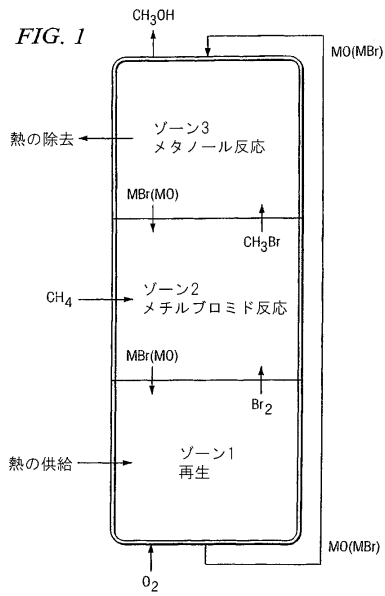 CH3OH
FIG. 1
MO(MBr)
ゾーン3
メタノール反応
熱の除去
MBr(MO)
CH3Br
ゾーン2
メチルブロミド反応
CH4
MBr(MO)
Br2
ゾーン1
再生
熱の供給
MO(MBr)
O2